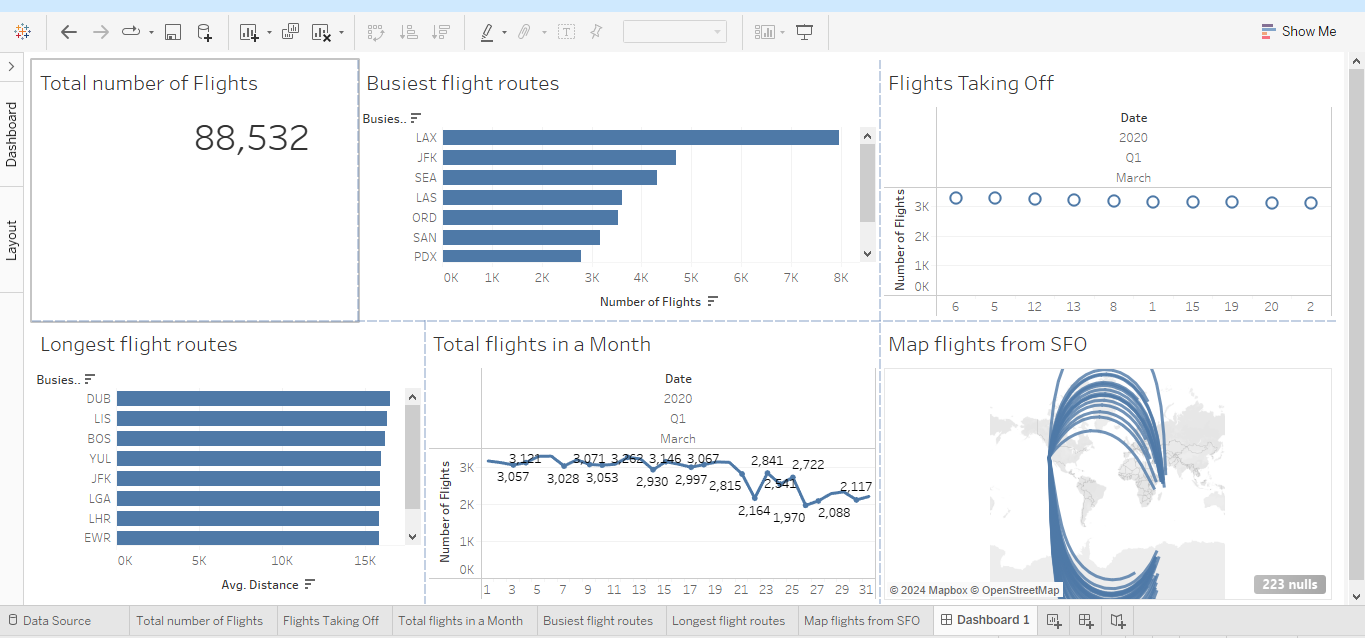 Show Me
Dashboard
Layout
Total number of Flights
88,532
Busiest flight routes
Busies..
LAX
JFK
SEA
LAS
ORD
SAN
PDX
0K 1K 2K 3K 4K 5K 6K 7K 8K
Number of Flights
Flights Taking Off
Date
2020
Q1
March
Number of Flights
3K
2K
1K
0K
6 5 12 13 8 1 15 19 20 2
Longest flight routes
Busies..
DUB
LIS
BOS
YUL
JFK
LGA
LHR
EWR
0K 5K 10K 15K
Avg. Distance
Total flights in a Month
Date
2020
Q1
March
Number of Flights
3K
2K
1K
0K
3,121 3,071 3,263 3,146 3,067 2,841 2,722
3,057 3,028 3,053 2,930 2,997 2,815 2,541 2,117
2,164 1,970 2,088
1 3 5 7 9 11 13 15 17 19 21 23 25 27 29 31
Map flights from SFO
© 2024 Mapbox © OpenStreetMap
223 nulls
Data Source Total number of Flights Flights Taking Off Total flights in a Month Busiest flight routes Longest flight routes Map flights from SFO Dashboard 1